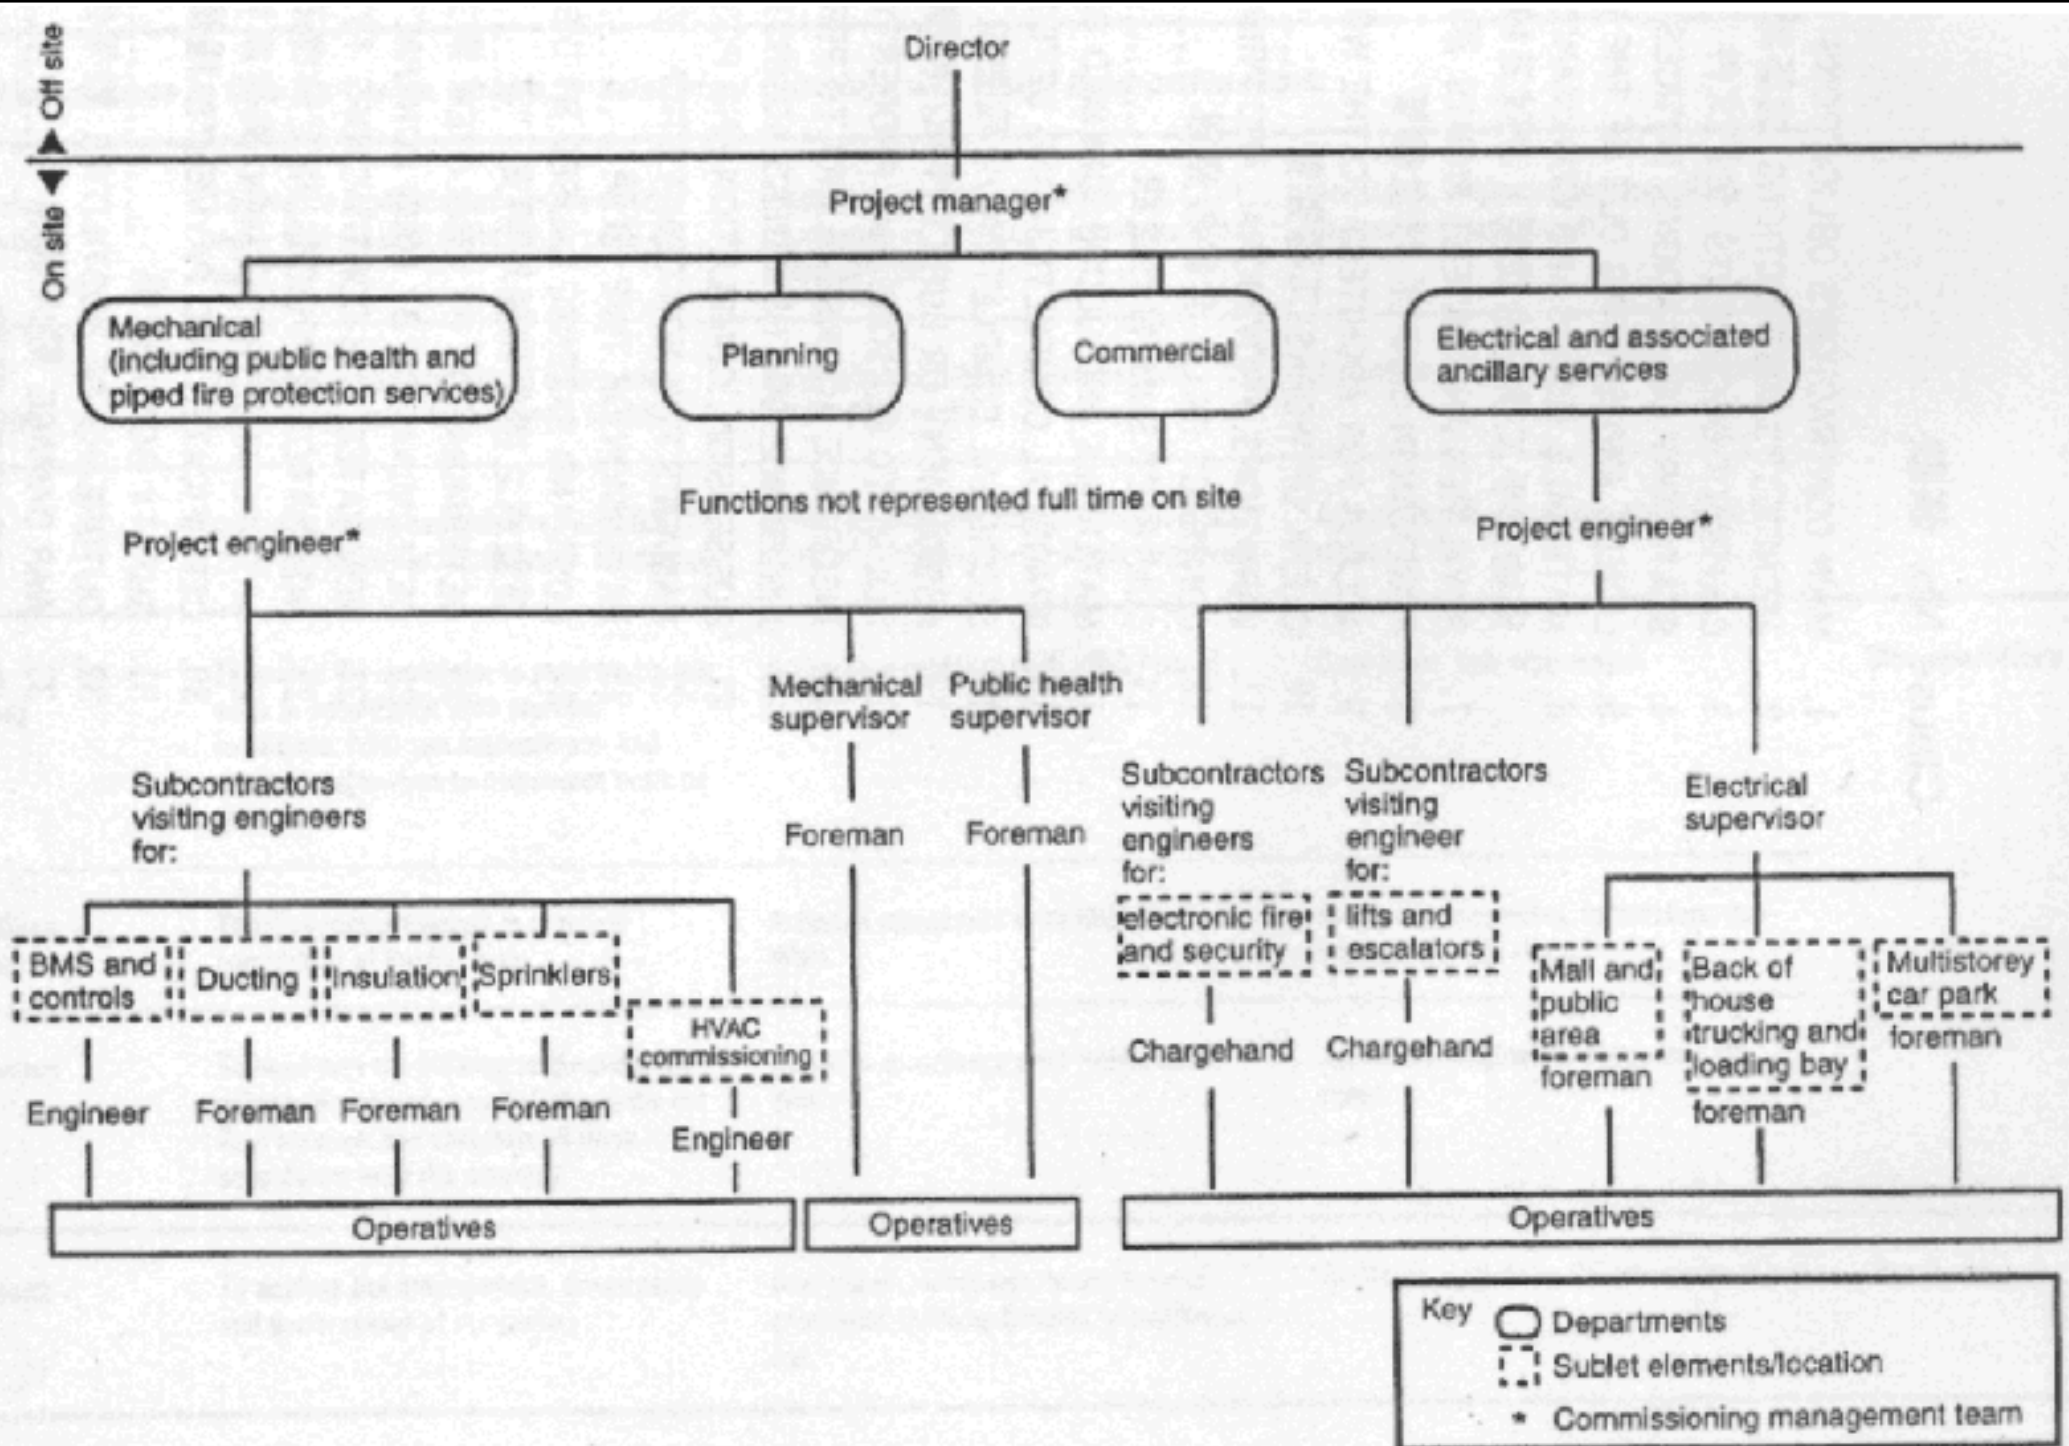 Off site
On site
Director
Project manager*
Mechanical
(including public health and
piped fire protection services)
Planning
Commercial
Electrical and associated
ancillary services
Functions not represented full time on site
Project engineer*
Project engineer*
Mechanical
supervisor
Public health
supervisor
Subcontractors
visiting engineers
for:
Foreman
Foreman
Subcontractors
visiting
engineers
for:
electronic fire
and security
Subcontractors
visiting
engineer
for:
lifts and
escalators
Electrical
supervisor
BMS and
controls
Ducting
Insulation
Sprinklers
HVAC
commissioning
Mall and
public
area
foreman
Back of
house
trucking and
loading bay
foreman
Multistorey
car park
foreman
Chargehand
Chargehand
Engineer
Foreman
Foreman
Foreman
Engineer
Operatives
Operatives
Operatives
Key
Departments
Sublet elements/location
* Commissioning management team